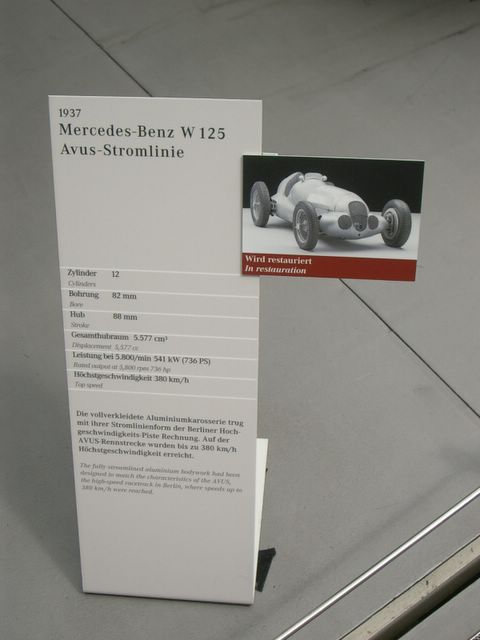 1937
Mercedes-Benz W 125
Avus-Stromlinie
Wird restauriert
In restauration
Zylinder 12
Cylinders
Bohrung 82 mm
Bore
Hub 88 mm
Stroke
Gesamthubraum 5.577 cm³
Displacement 5,577 cc
Leistung bei 5.800/min 541 kW (736 PS)
Rated output at 5,800 rpm 736 hp
Höchstgeschwindigkeit 380 km/h
Top speed
Die vollverkleidete Aluminiumkarosserie trug
mit ihrer Stromlinienform der Berliner Hoch-
geschwindigkeits-Piste Rechnung. Auf der
AVUS-Rennstrecke wurden bis zu 380 km/h
Höchstgeschwindigkeit erreicht.
The fully streamlined aluminium bodywork had been
designed to match the characteristics of the AVUS,
the high-speed racetrack in Berlin, where speeds up to
380 km/h were reached.